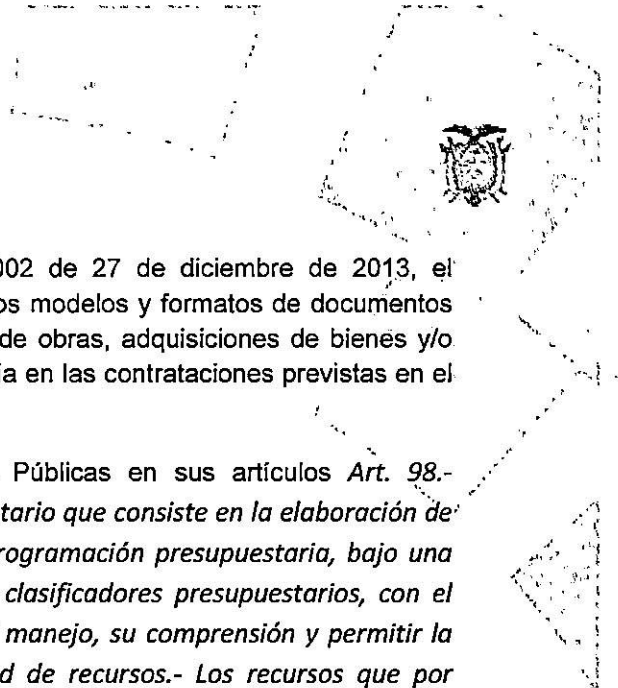 002 de 27 de diciembre de 2013, el
os modelos y formatos de documentos
de obras, adquisiciones de bienes y/o
ía en las contrataciones previstas en el
Públicas en sus artículos Art. 98.-
tario que consiste en la elaboración de
rogramación presupuestaria, bajo una
clasificadores presupuestarios, con el
manejo, su comprensión y permitir la
d de recursos.- Los recursos que por